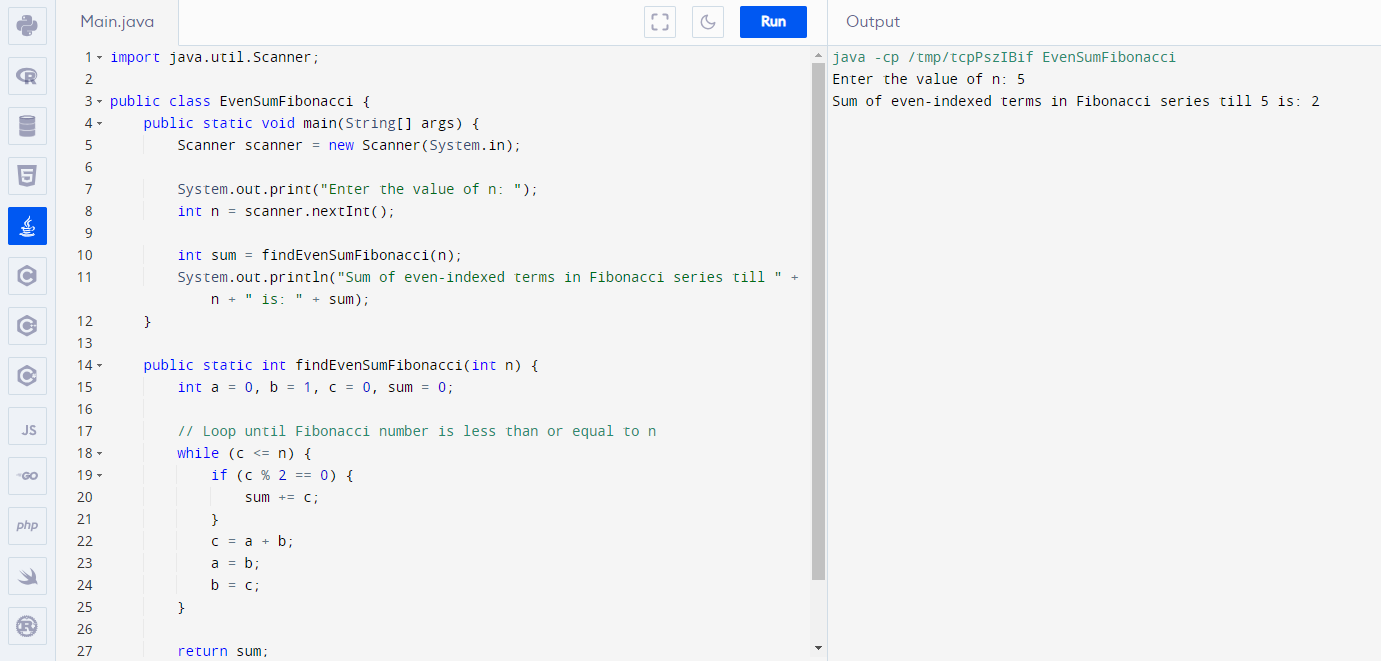 Main.java
Run
Output
1 import java.util.Scanner;
2
3 public class EvenSumFibonacci {
4     public static void main(String[] args) {
5         Scanner scanner = new Scanner(System.in);
6
7         System.out.print("Enter the value of n: ");
8         int n = scanner.nextInt();
9
10         int sum = findEvenSumFibonacci(n);
11         System.out.println("Sum of even-indexed terms in Fibonacci series till " +
            n + " is: " + sum);
12     }
13
14     public static int findEvenSumFibonacci(int n) {
15         int a = 0, b = 1, c = 0, sum = 0;
16
17         // Loop until Fibonacci number is less than or equal to n
18         while (c <= n) {
19             if (c % 2 == 0) {
20                 sum += c;
21             }
22             c = a + b;
23             a = b;
24             b = c;
25         }
26
27         return sum;
java -cp /tmp/tcpPszIBif EvenSumFibonacci
Enter the value of n: 5
Sum of even-indexed terms in Fibonacci series till 5 is: 2
R
5
C
C
C
JS
GO
php
R